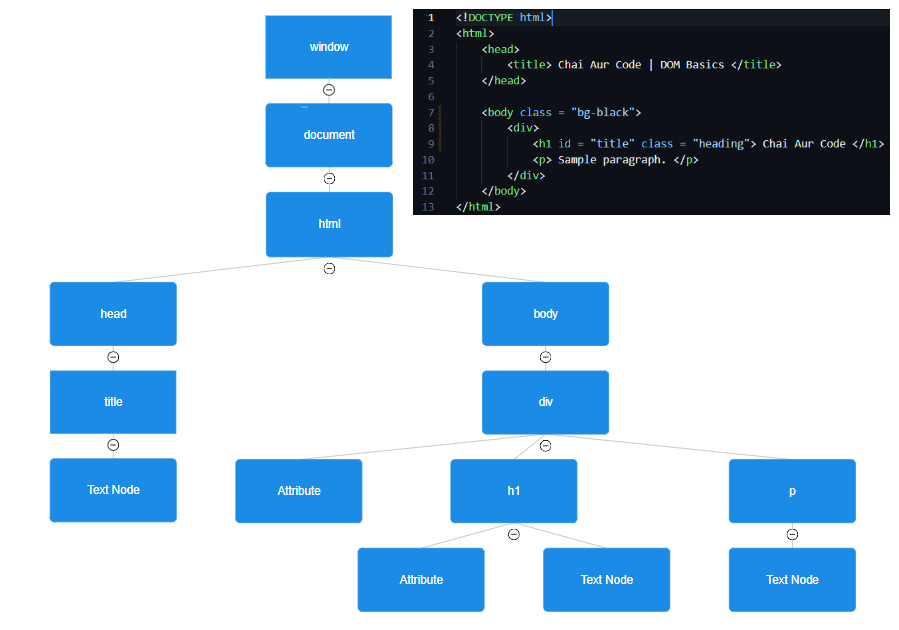 window
document
html
head
body
title
div
Text Node
Attribute
h1
p
Attribute
Text Node
Text Node
1 <!DOCTYPE html>
2 <html>
3 <head>
4 <title> Chai Aur Code | DOM Basics </title>
5 </head>
6
7 <body class = "bg-black">
8 <div>
9 <h1 id = "title" class = "heading"> Chai Aur Code </h1>
10 <p> Sample paragraph. </p>
11 </div>
12 </body>
13 </html>